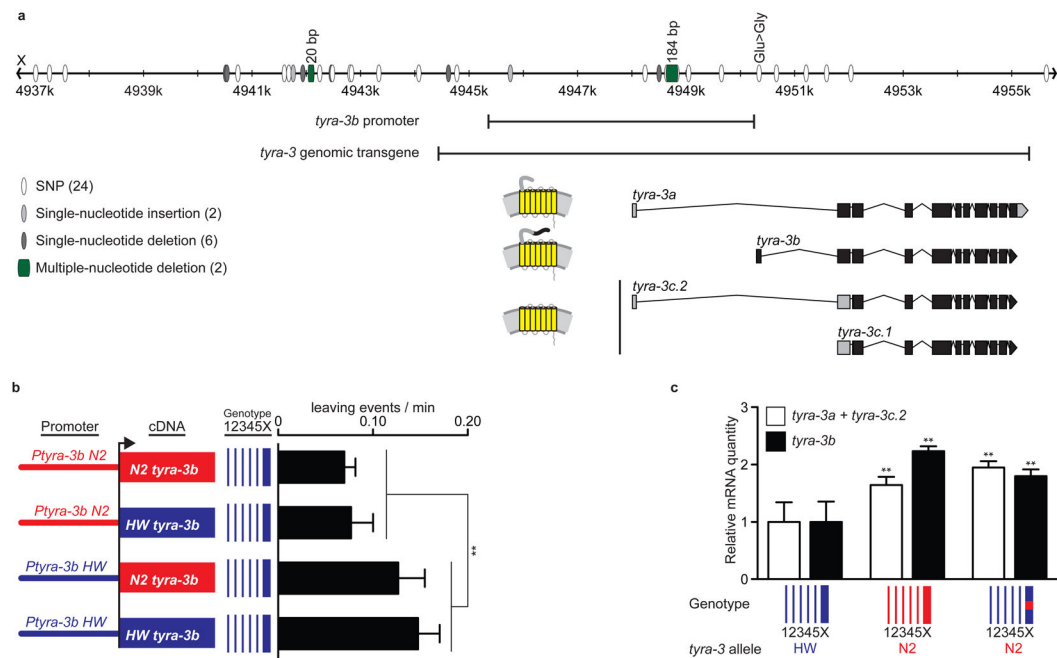 a
20 bp
184 bp
Glu>Gly
X
4937k 4939k 4941k 4943k 4945k 4947k 4949k 4951k 4953k 4955k
tyra-3b promoter
tyra-3 genomic transgene
SNP (24)
Single-nucleotide insertion (2)
Single-nucleotide deletion (6)
Multiple-nucleotide deletion (2)
tyra-3a
tyra-3b
tyra-3c.2
tyra-3c.1
b
leaving events / min
0 0.10 0.20
Promoter cDNA Genotype
12345X
Ptyra-3b N2 N2 tyra-3b
Ptyra-3b N2 HW tyra-3b
Ptyra-3b HW N2 tyra-3b
Ptyra-3b HW HW tyra-3b
**
c
tyra-3a + tyra-3c.2
tyra-3b
Relative mRNA quantity
3
2
1
0
** ** ** **
Genotype
12345X 12345X 12345X
tyra-3 allele HW N2 N2